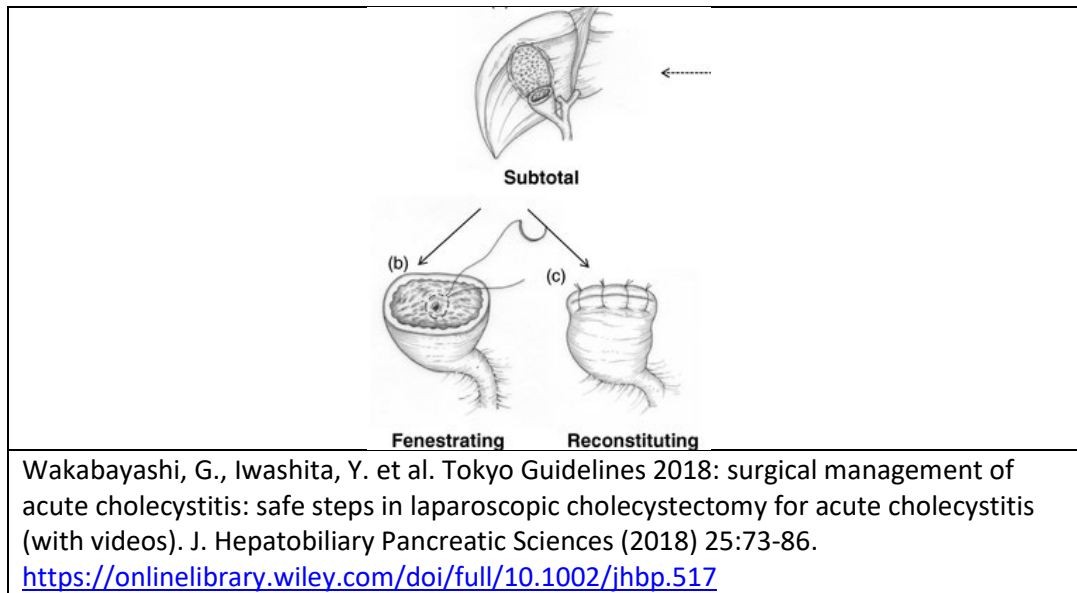 Subtotal
(b)
(c)
Fenestrating Reconstituting
Wakabayashi, G., Iwashita, Y. et al. Tokyo Guidelines 2018: surgical management of
acute cholecystitis: safe steps in laparoscopic cholecystectomy for acute cholecystitis
(with videos). J. Hepatobiliary Pancreatic Sciences (2018) 25:73-86.
https://onlinelibrary.wiley.com/doi/full/10.1002/jhbp.517